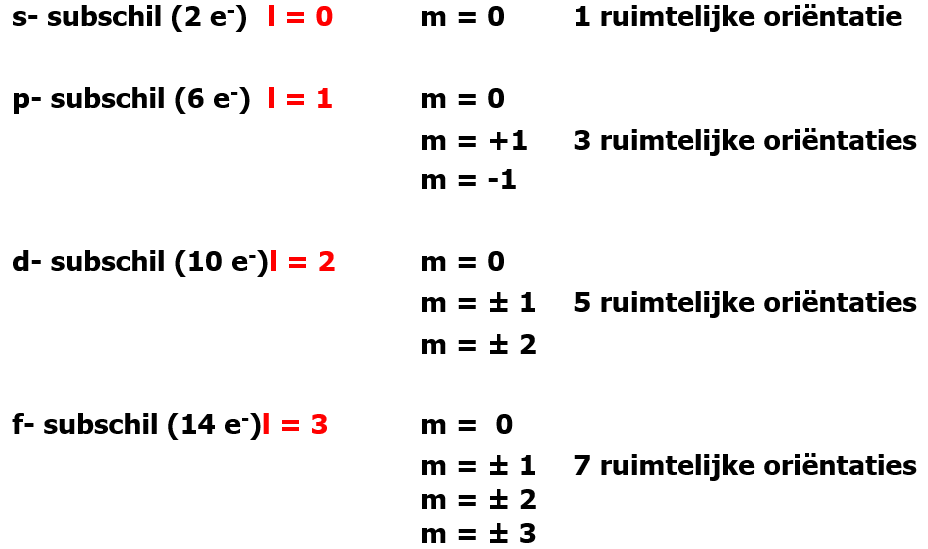 s- subschil (2 e-) l = 0 m = 0 1 ruimtelijke oriëntatie
p- subschil (6 e-) l = 1 m = 0
m = +1 3 ruimtelijke oriëntaties
m = -1
d- subschil (10 e-)l = 2 m = 0
m = ± 1 5 ruimtelijke oriëntaties
m = ± 2
f- subschil (14 e-)l = 3 m = 0
m = ± 1 7 ruimtelijke oriëntaties
m = ± 2
m = ± 3